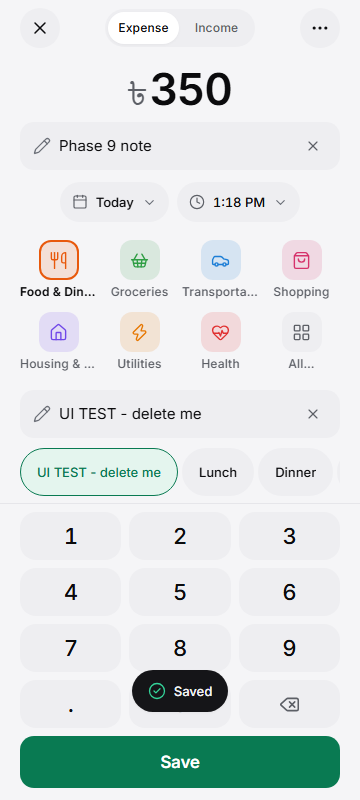 Expense Income
৳350
Phase 9 note
Today 1:18 PM
Food & Din... Groceries Transporta... Shopping
Housing & ... Utilities Health All...
UI TEST - delete me
UI TEST - delete me Lunch Dinner
1 2 3
4 5 6
7 8 9
. Saved
Save